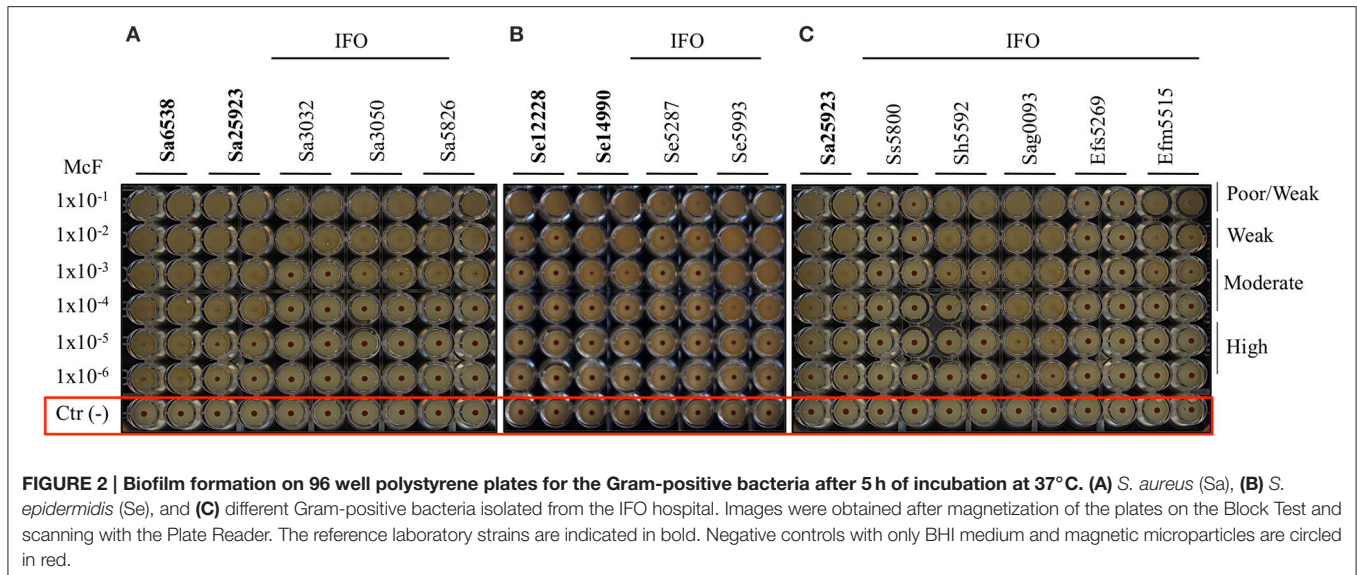 A
B
C
IFO
IFO
IFO
Sa6538
Sa25923
Sa3032
Sa3050
Sa5826
Se12228
Se14990
Se5287
Se5993
Sa25923
Ss5800
Sh5592
Sag0093
Efs5269
Efm5515
McF
1x10-1
1x10-2
1x10-3
1x10-4
1x10-5
1x10-6
Ctr (-)
Poor/Weak
Weak
Moderate
High
FIGURE 2 | Biofilm formation on 96 well polystyrene plates for the Gram-positive bacteria after 5 h of incubation at 37°C. (A) S. aureus (Sa), (B) S.
epidermidis (Se), and (C) different Gram-positive bacteria isolated from the IFO hospital. Images were obtained after magnetization of the plates on the Block Test and
scanning with the Plate Reader. The reference laboratory strains are indicated in bold. Negative controls with only BHI medium and magnetic microparticles are circled
in red.